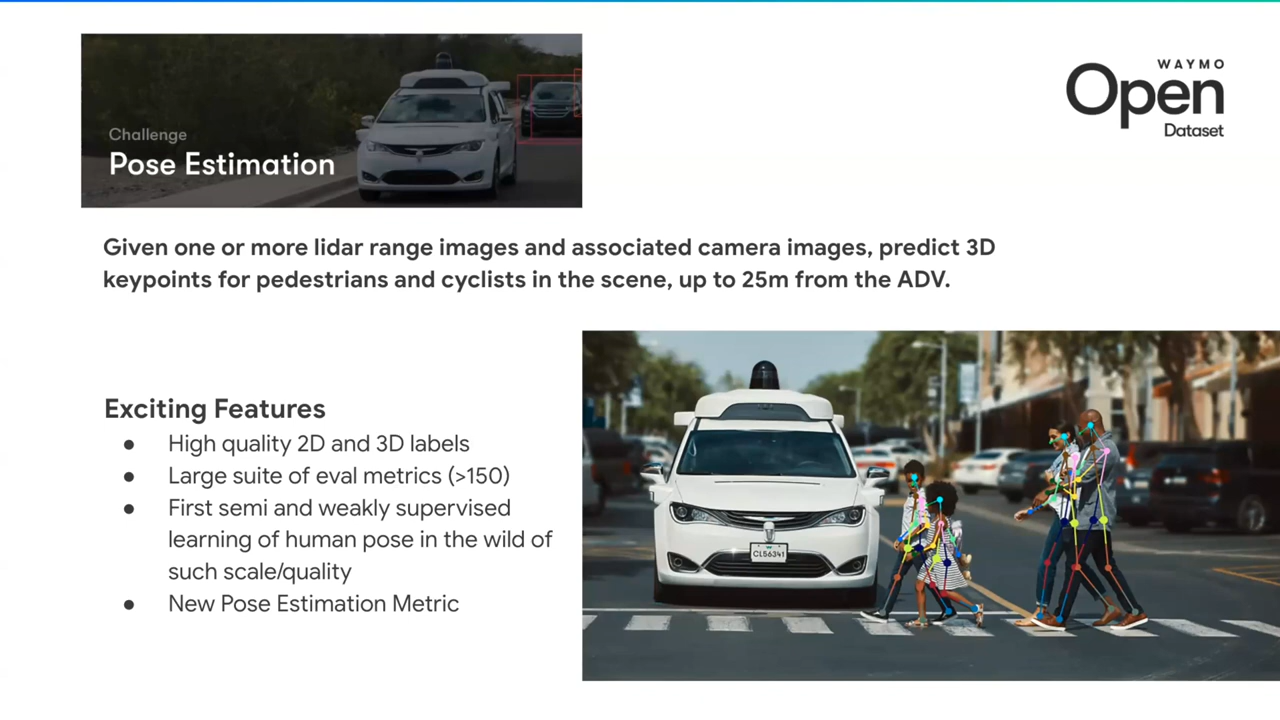 Challenge
Pose Estimation
WAYMO
Open
Dataset
Given one or more lidar range images and associated camera images, predict 3D
keypoints for pedestrians and cyclists in the scene, up to 25m from the ADV.
Exciting Features
● High quality 2D and 3D labels
● Large suite of eval metrics (>150)
● First semi and weakly supervised
learning of human pose in the wild of
such scale/quality
● New Pose Estimation Metric
CL56341